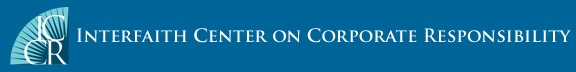 IC
CR
INTERFAITH CENTER ON CORPORATE RESPONSIBILITY